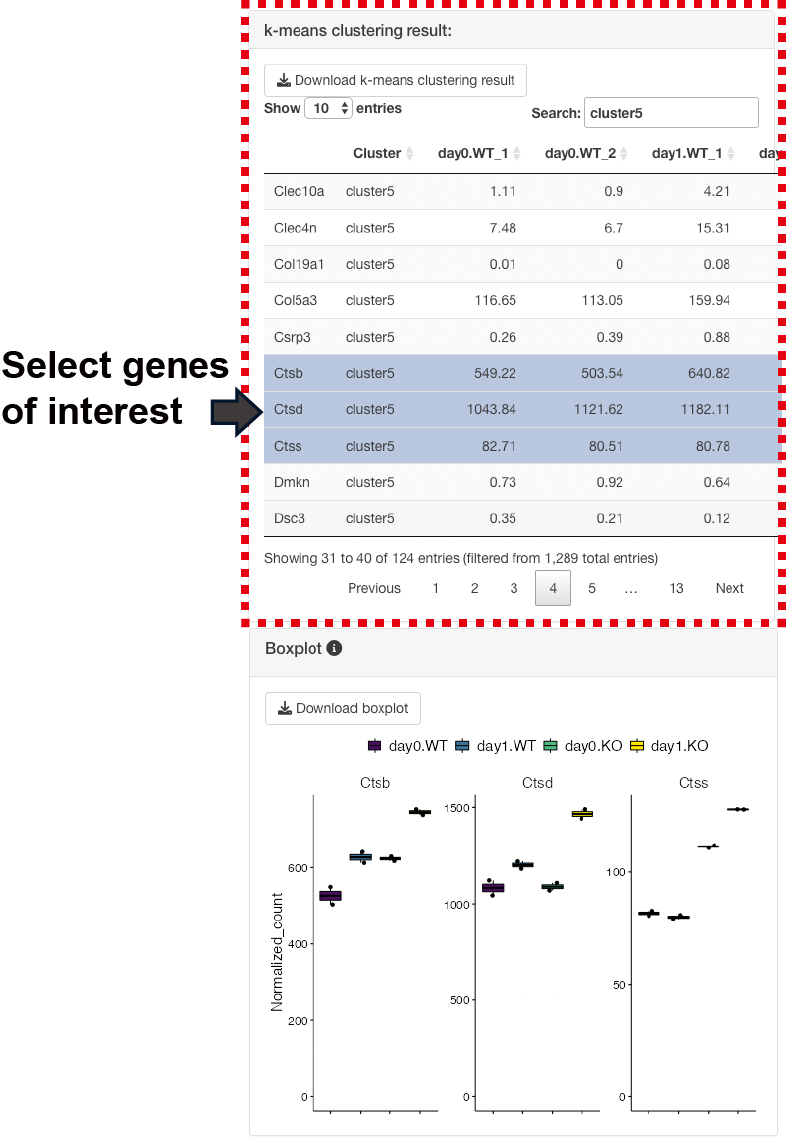 k-means clustering result:
Download k-means clustering result
Show 10 entries
Search: cluster5
Cluster day0.WT_1 day0.WT_2 day1.WT_1 day
Clec10a cluster5 1.11 0.9 4.21
Clec4n cluster5 7.48 6.7 15.31
Col19a1 cluster5 0.01 0 0.08
Col5a3 cluster5 116.65 113.05 159.94
Csrp3 cluster5 0.26 0.39 0.88
Select genes
of interest
Ctsb cluster5 549.22 503.54 640.82
Ctsd cluster5 1043.84 1121.62 1182.11
Ctss cluster5 82.71 80.51 80.78
Dmkn cluster5 0.73 0.92 0.64
Dsc3 cluster5 0.35 0.21 0.12
Showing 31 to 40 of 124 entries (filtered from 1,289 total entries)
Previous 1 2 3 4 5 … 13 Next
Boxplot
Download boxplot
day0.WT day1.WT day0.KO day1.KO
Ctsb Ctsd Ctss
Normalized_count
600
400
200
0
1500
1000
500
0
100
50
0